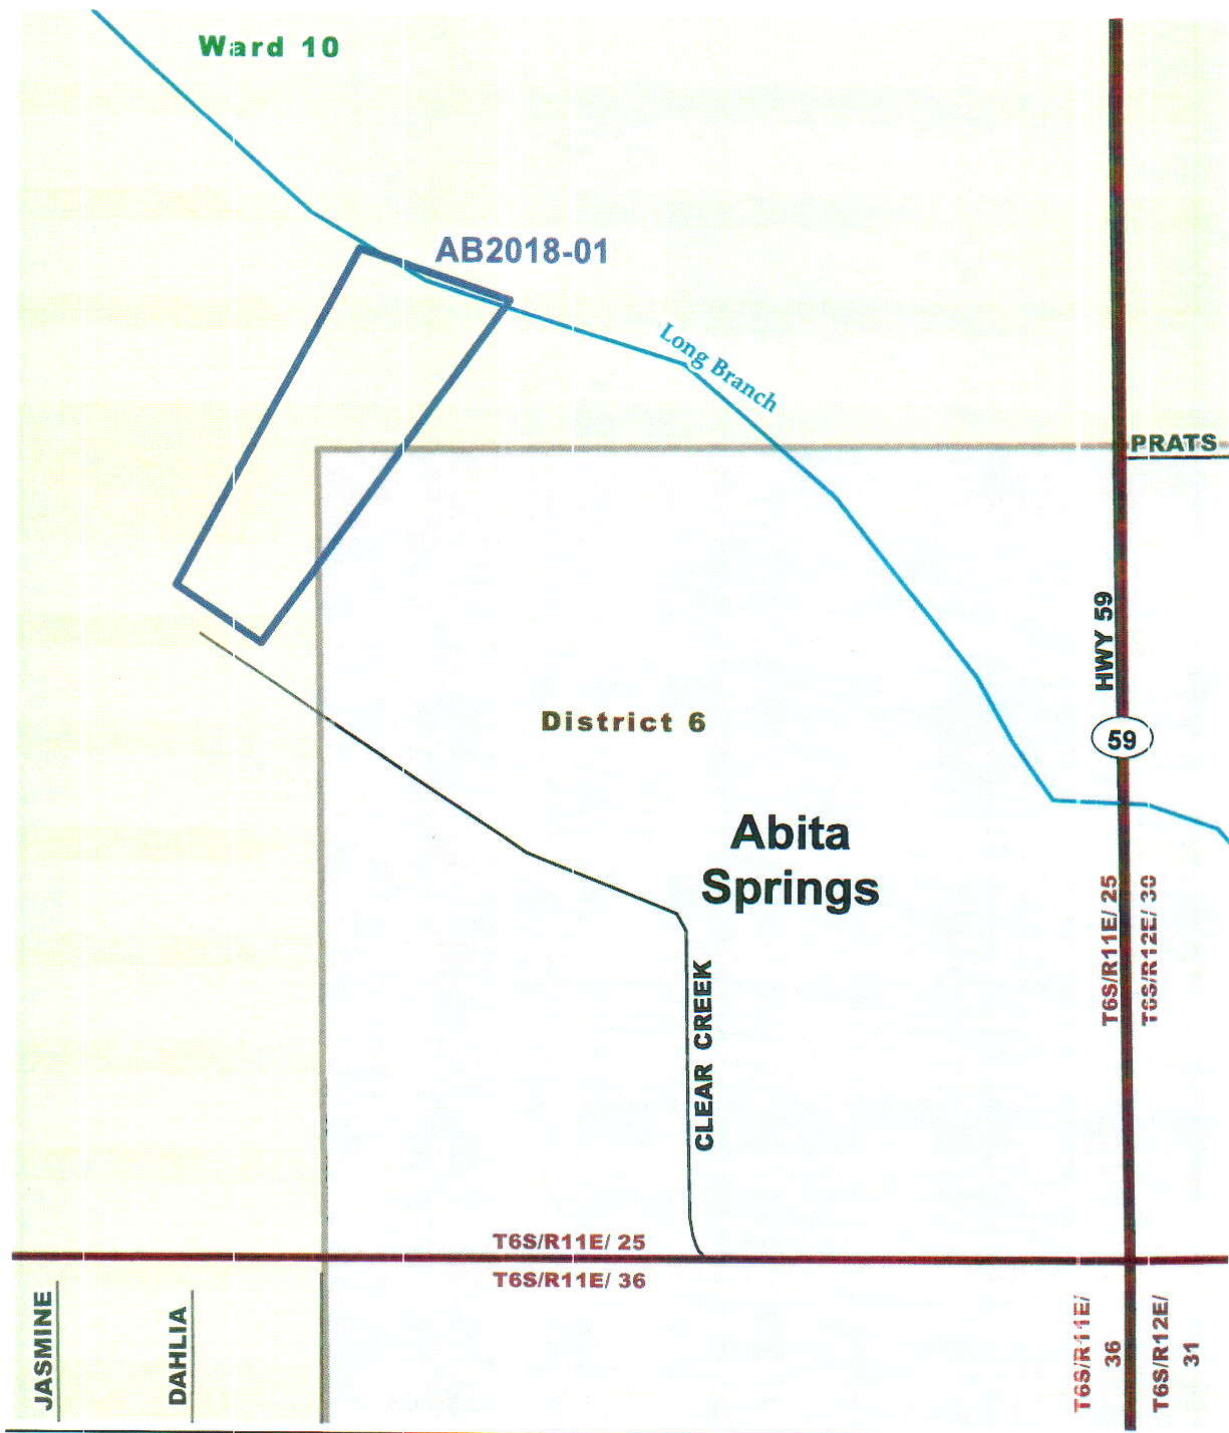 Ward 10
AB2018-01
Long Branch
PRATS
HWY 59
District 6
59
Abita
Springs
T6S/R11E/ 25
T6S/R12E/ 30
CLEAR CREEK
T6S/R11E/ 25
T6S/R11E/ 36
JASMINE
DAHLIA
T6S/R11E/
36
T6S/R12E/
31